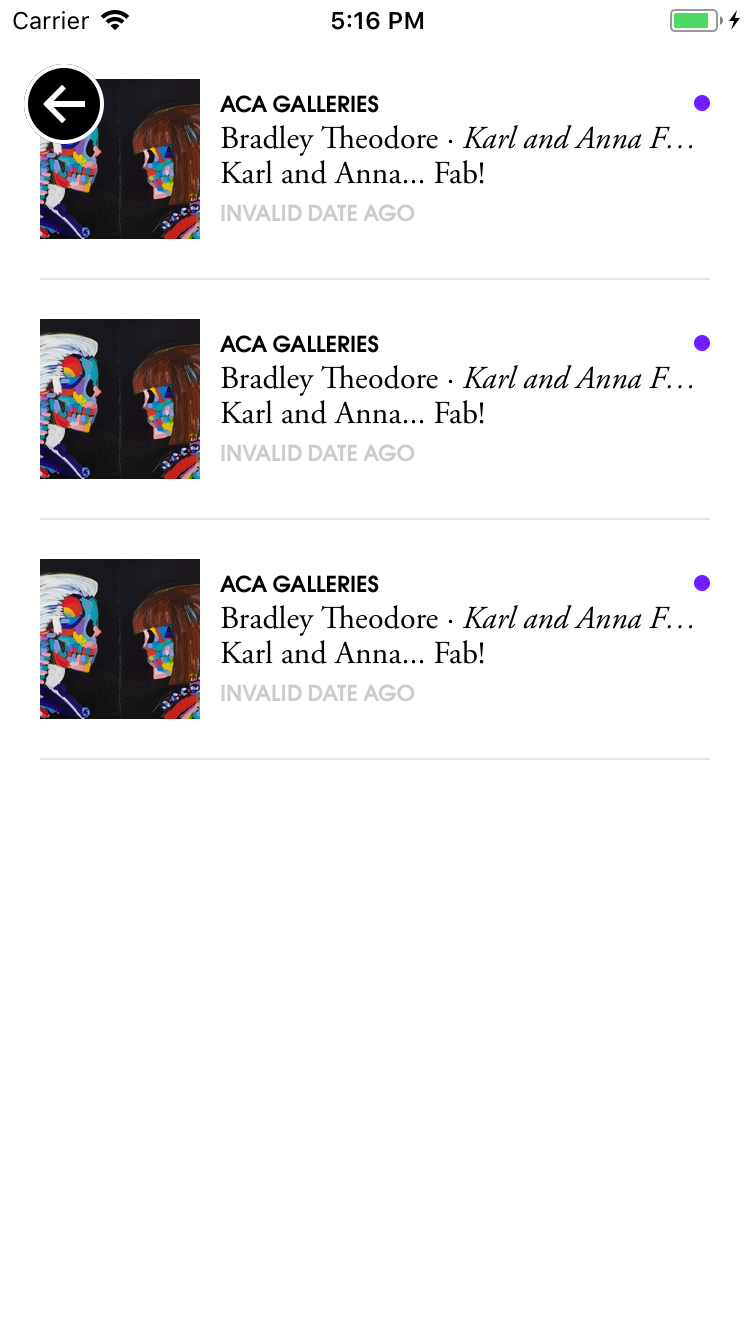 Carrier 5:16 PM
ACA GALLERIES
Bradley Theodore · Karl and Anna F...
Karl and Anna... Fab!
INVALID DATE AGO
ACA GALLERIES
Bradley Theodore · Karl and Anna F...
Karl and Anna... Fab!
INVALID DATE AGO
ACA GALLERIES
Bradley Theodore · Karl and Anna F...
Karl and Anna... Fab!
INVALID DATE AGO